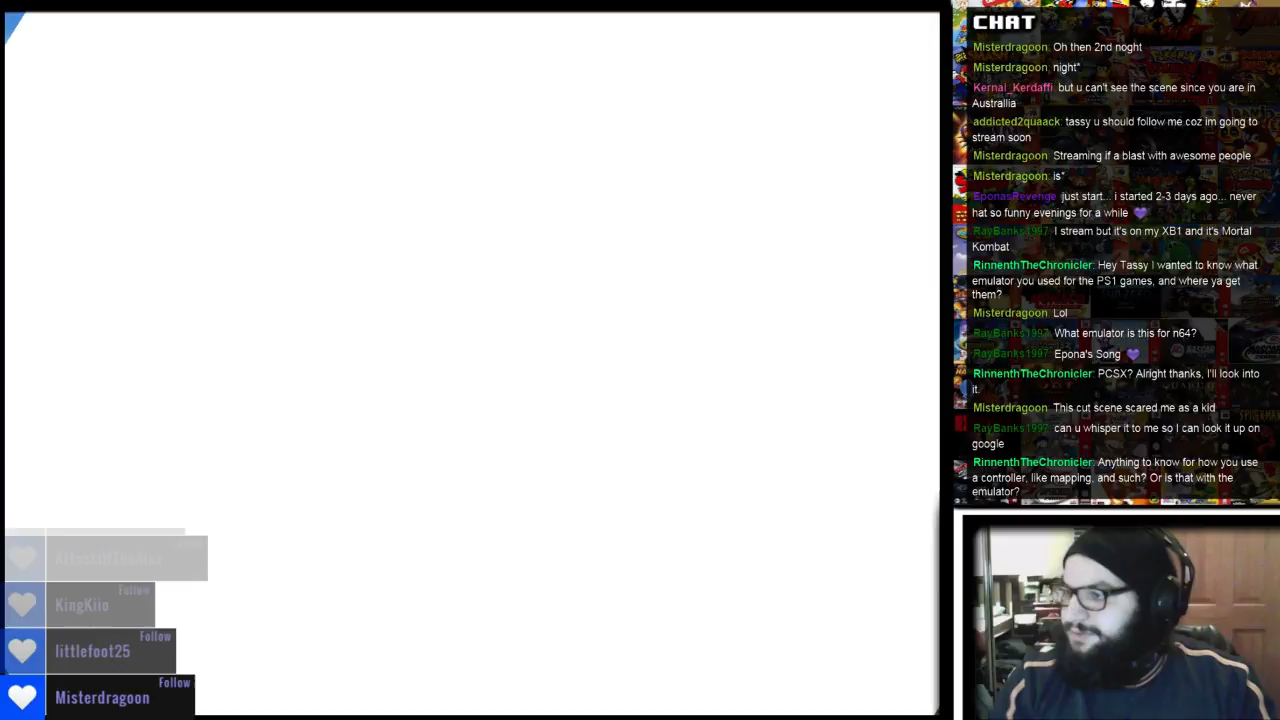 CHAT
Misterdragoon: Oh then 2nd noght
Misterdragoon: night*
Kernal_Kerdaffi: but u can't see the scene since you are in
Australlia
addicted2quaack: tassy u should follow me coz im going to
stream soon
Misterdragoon: Streaming if a blast with awesome people
Misterdragoon: is*
EponasRevenge: just start... i started 2-3 days ago... never
hat so funny evenings for a while
RayBanks1997: I stream but it's on my XB1 and it's Mortal
Kombat
RinnenthTheChronicler: Hey Tassy I wanted to know what
emulator you used for the PS1 games, and where ya get
them?
Misterdragoon: Lol
RayBanks1997: What emulator is this for n64?
RayBanks1997: Epona's Song
RinnenthTheChronicler: PCSX? Alright thanks, I'll look into
it.
Misterdragoon: This cut scene scared me as a kid
RayBanks1997: can u whisper it to me so I can look it up on
google
RinnenthTheChronicler: Anything to know for how you use
a controller, like mapping, and such? Or is that with the
emulator?
Follow
KingKiio
Follow
littlefoot25
Follow
Misterdragoon